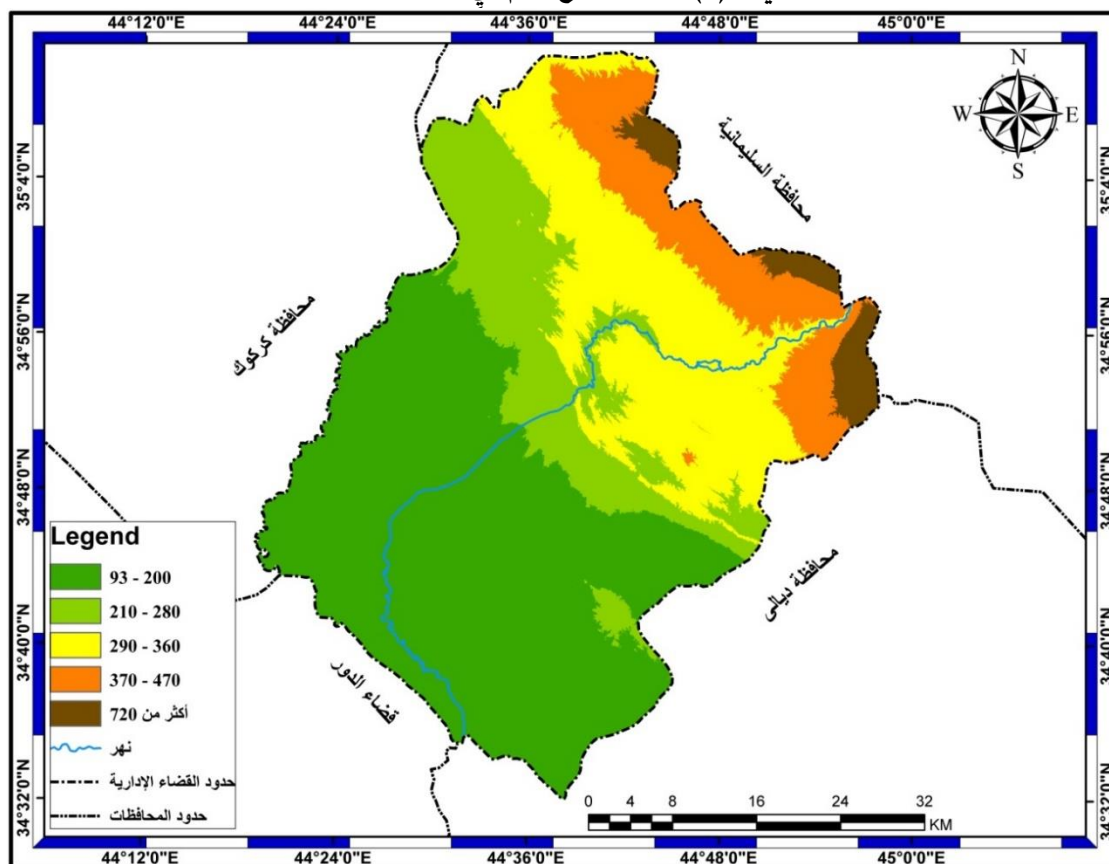 44°12'0"E 44°24'0"E 44°36'0"E 44°48'0"E 45°0'0"E
N
W E
S
35°4'0"N 35°4'0"N
محافظة السليمانية
محافظة كركوك
34°56'0"N 34°56'0"N
34°48'0"N 34°48'0"N
محافظة ديالى
34°40'0"N 34°40'0"N
قضاء الدور
Legend
93 - 200
210 - 280
290 - 360
370 - 470
أكثر من 720
نهر
حدود القضاء الإدارية
حدود المحافظات
34°32'0"N 34°32'0"N
0 4 8 16 24 32
KM
44°12'0"E 44°24'0"E 44°36'0"E 44°48'0"E 45°0'0"E